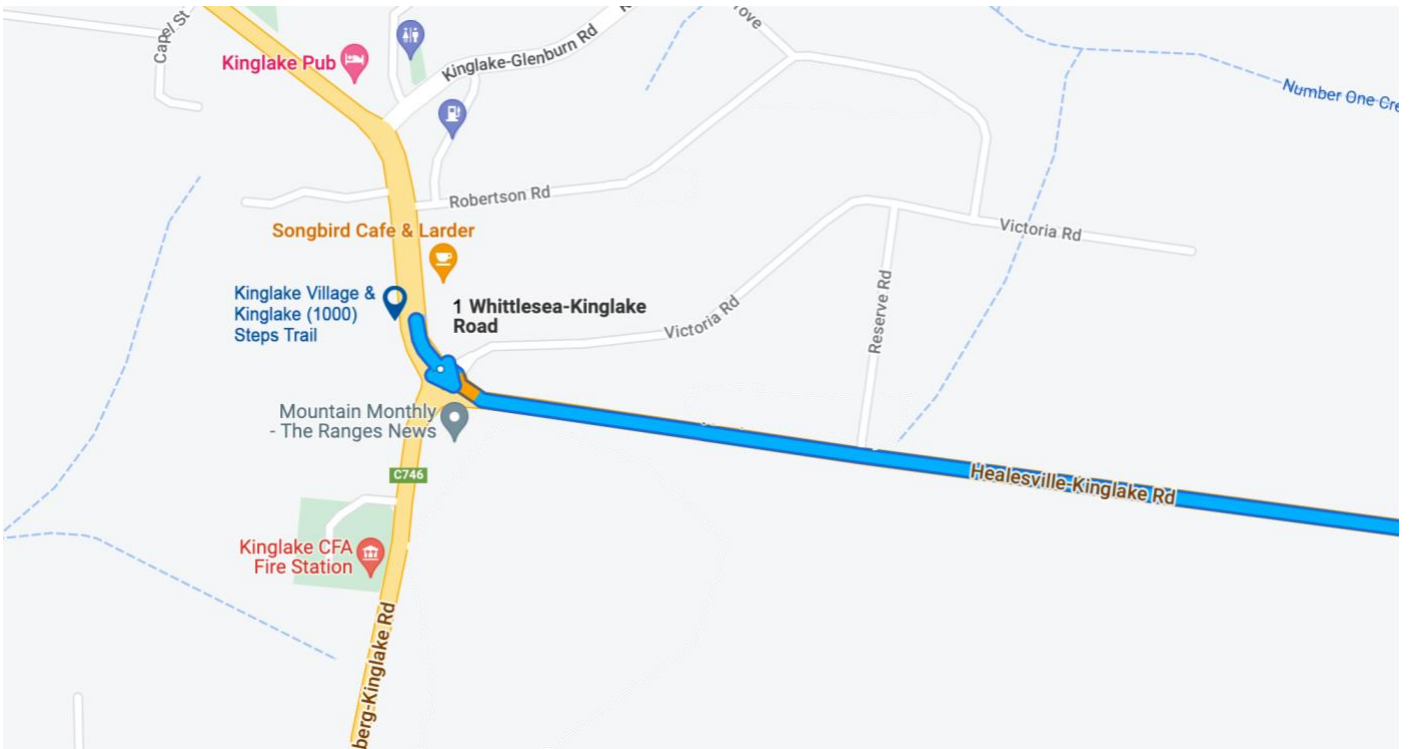 Capel St
Kinglake Pub
Kinglake-Glenburn Rd
Number One Cre
Robertson Rd
Songbird Cafe & Larder
Victoria Rd
Kinglake Village &
Kinglake (1000)
Steps Trail
1 Whittlesea-Kinglake
Road
Victoria Rd
Reserve Rd
Mountain Monthly
- The Ranges News
C746
Healesville-Kinglake Rd
Kinglake CFA
Fire Station
berg-Kinglake Rd